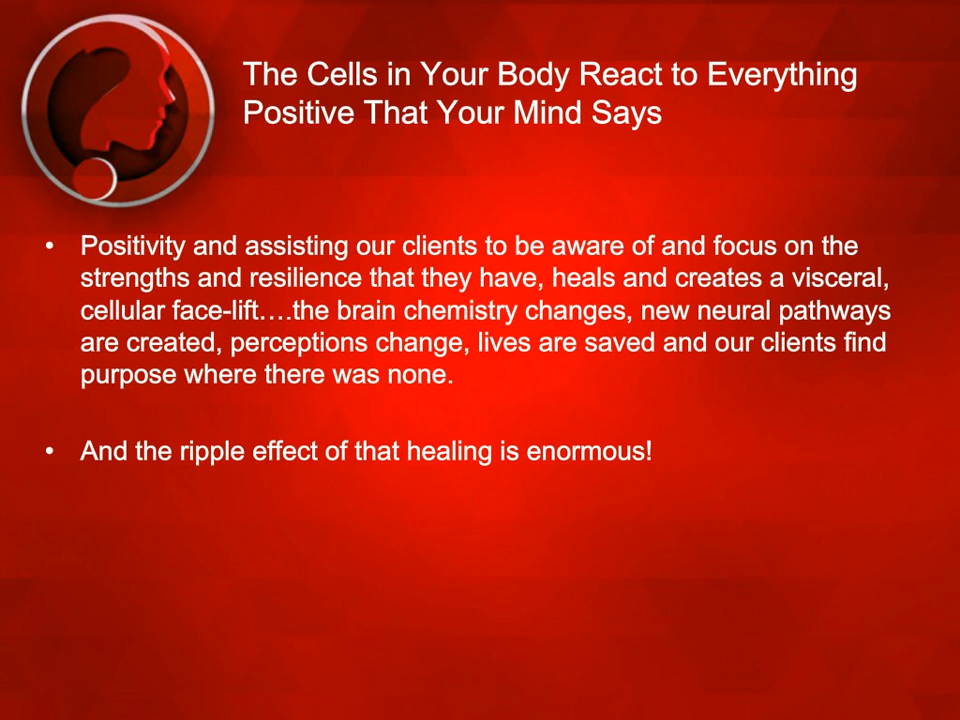 The Cells in Your Body React to Everything
Positive That Your Mind Says
• Positivity and assisting our clients to be aware of and focus on the
strengths and resilience that they have, heals and creates a visceral,
cellular face-lift….the brain chemistry changes, new neural pathways
are created, perceptions change, lives are saved and our clients find
purpose where there was none.
• And the ripple effect of that healing is enormous!